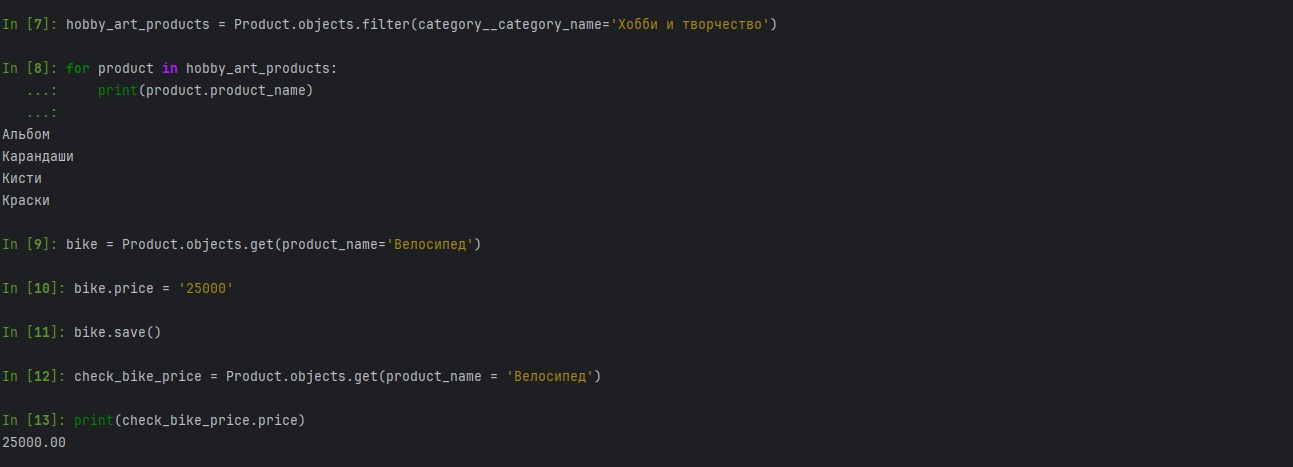 In [7]: hobby_art_products = Product.objects.filter(category__category_name='Хобби и творчество')
In [8]: for product in hobby_art_products:
   ...:     print(product.product_name)
   ...:
Альбом
Карандаши
Кисти
Краски
In [9]: bike = Product.objects.get(product_name='Велосипед')
In [10]: bike.price = '25000'
In [11]: bike.save()
In [12]: check_bike_price = Product.objects.get(product_name = 'Велосипед')
In [13]: print(check_bike_price.price)
25000.00